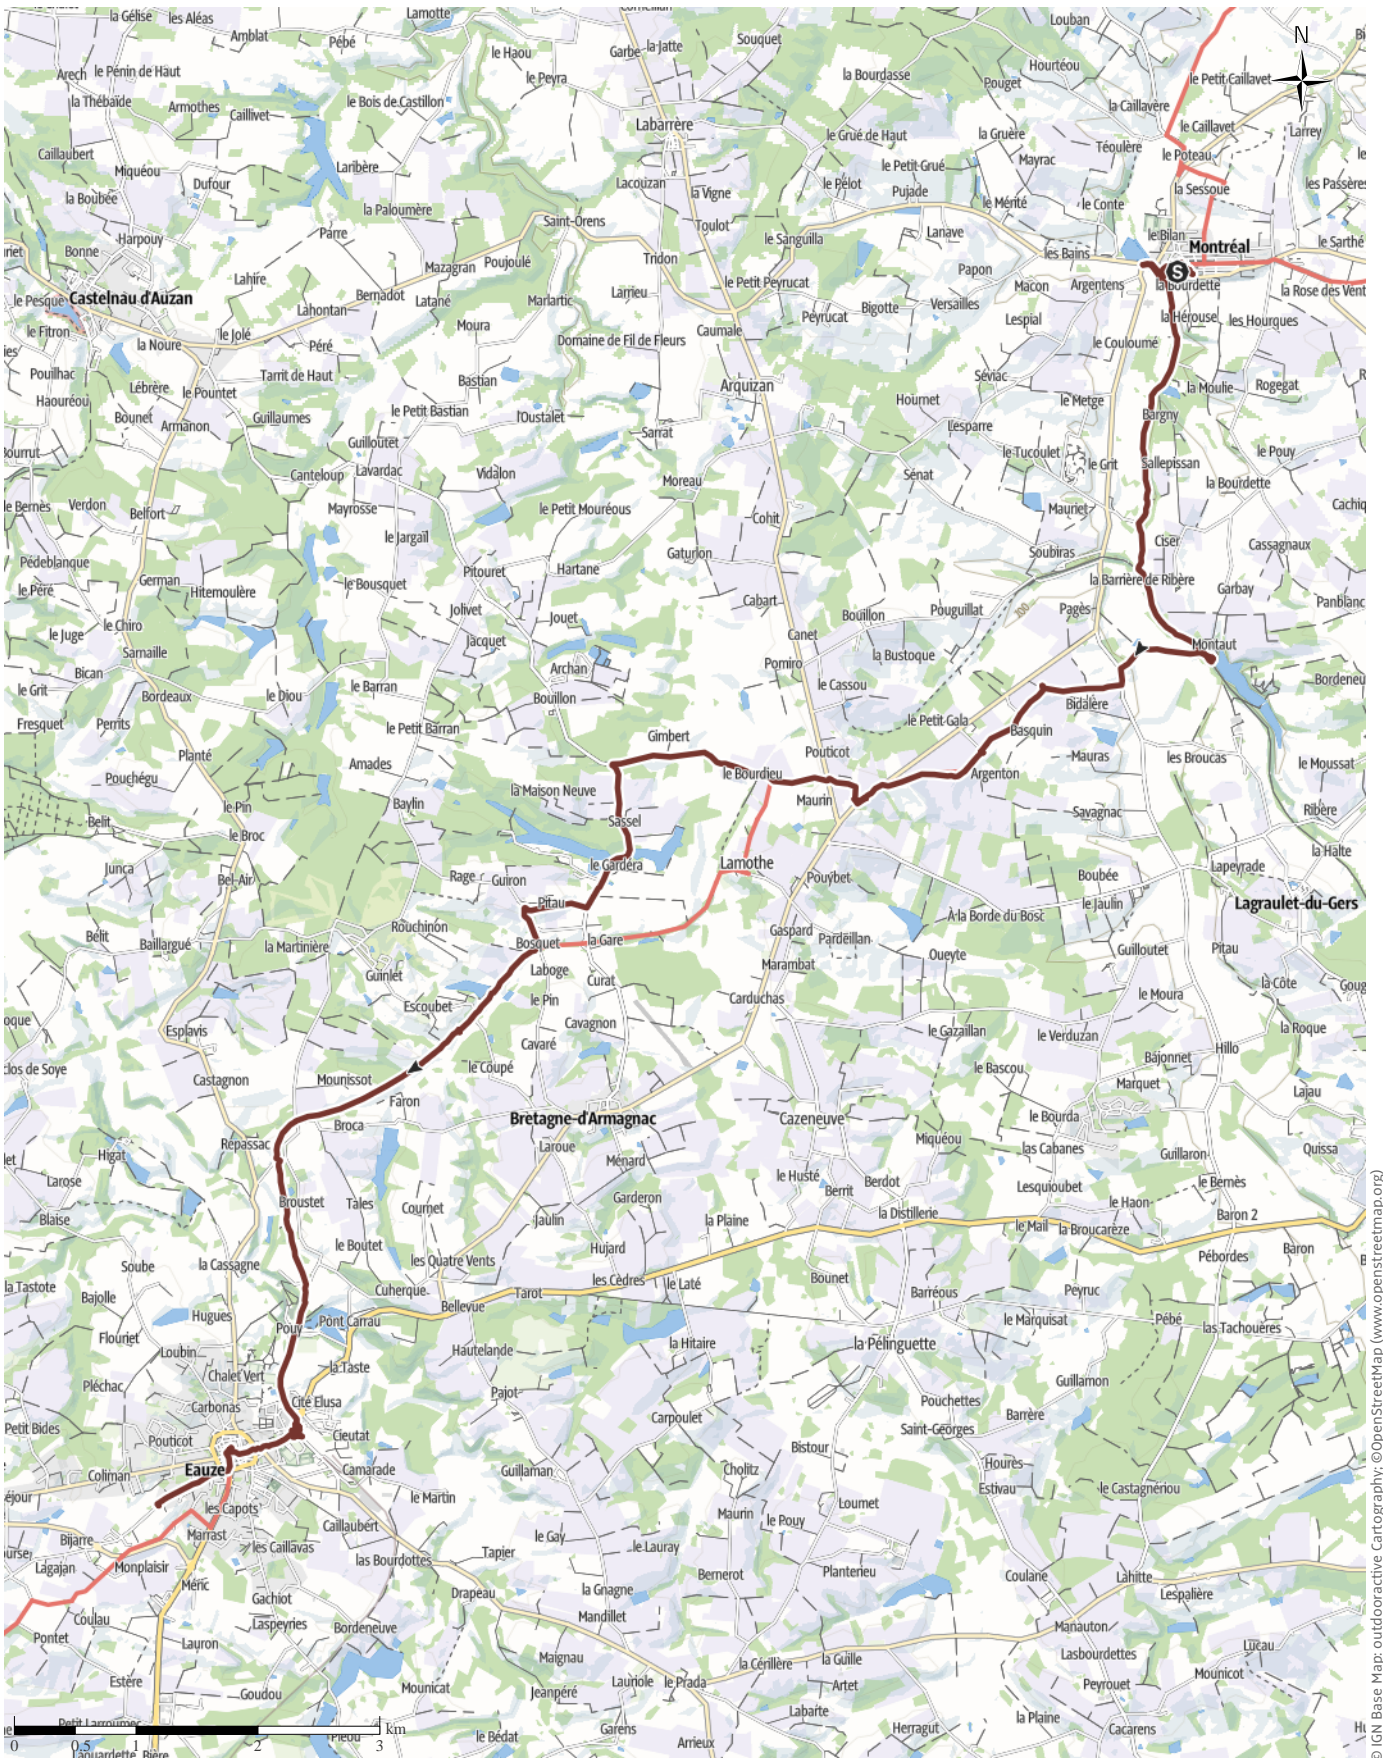 la Gélise
les Aléas
Lamotte
Amblat
Pébé
le Haou
Garbe
la Jatte
Souquet
Louban
Hourtéou
N
Arech
le Pénin de Haut
le Peyra
la Bourdasse
Pouget
le Petit Caillavet
la Thébaïde
Armothes
Caillivet
le Bois de Castillon
la Caillavère
Labarrère
le Grué de Haut
la Gruère
le Caillavet
Larrey
Caillaubert
Miquéou
Laribère
le Petit Grué
Mayrac
Téoulère
le Poteau
Dufour
Lacouzan
la Vigne
le Pélot
Pujade
la Sessoue
les Passères
la Boubée
la Paloumère
le Mérité
le Conte
Saint-Orens
Toulot
Parre
Harpouy
Bonne
le Sanguilla
Lanave
le Bilan
Montréal
le Sarthé
Mazagran
Poujoulé
Tridon
les Bains
Lahire
Papon
S
le Pesque
Castelnau d'Auzan
Bernadot
Latané
Marlartic
Larrieu
le Petit Peyrucat
Macon
Argentens
la Bourdette
la Rose des Vent
Lahontan
Bigotte
Versailles
Peyrucat
le Fitron
le Jolé
Moura
Caumale
Lespial
la Hérouse
les Hourques
la Noure
Péré
Domaine de Fil de Fleurs
le Couloumé
Pouilhac
Lébrère
le Pountet
Tarrit de Haut
Bastian
Arquizan
Séviac
la Moulie
Rogegat
Haouréou
Hournet
le Metge
Bounet
Armanon
Guillaumes
le Petit Bastian
l'Oustalet
Bargny
Sarrat
Lesparre
Guilloutet
le Tucoulet
le Grit
Sallepissan
le Pouy
Canteloup
Lavardac
Vidalon
Moreau
Sénat
la Bourdette
le Bernès
Verdon
Belfort
Mayrosse
le Petit Mouréous
Cohit
Mauriet
Cachiq
le Jargaïl
Ciser
Cassagnaux
Pédeblanque
Pitouret
Hartane
Gaturlon
Soubiras
German
la Barrière de Ribère
le Péré
Hitemoulère
le Bousquet
Garbay
Cabart
Bouillon
Pouguillat
100
Pagès
Panblanc
Jolivet
Jouet
le Juge
le Chiro
Canet
Jacquet
Samaille
Montaut
Archan
Pomiro
la Bustoque
Bican
le Grit
Bordeaux
le Diou
le Barran
Bouillon
le Cassou
Bordeneu
Bidalère
Fresquet
Perrits
le Petit Barran
le Petit Gala
Basquin
Gimbert
Planté
Pouticot
Mauras
les Broucas
le Moussat
Pouchégu
Amades
la Maison Neuve
le Bourdieu
Argenton
le Pin
Baylin
Maurin
Savagnac
Ribère
Belit
le Broc
Sassel
la Halte
Junca
le Gardéra
Lamothe
Lapeyrade
Bel-Air
Rage
Guiron
Pouybet
Boubée
Pitau
le Jaulin
Lagraulet-du-Gers
À la Borde du Bosc
Belit
Baillargué
la Martinière
Rouchinon
Bosquet
la Gare
Gaspard
Pardeillan
Guilloutet
Pitau
Oueyte
Guinlet
Laboge
Curat
Marambat
la Côte
Goug
Escoubet
le Pin
Carduchas
le Moura
Esplavis
Cavagnon
le Gazaillan
le Verduzan
la Roque
Cavaré
Hillo
clos de Soye
Castagnon
Mounissot
le Coupé
le Bascou
Bajonnet
Marquet
Lajau
Faron
Bretagne-d'Armagnac
Cazeneuve
le Bourda
Broca
Miquéou
Repassac
Laroue
las Cabanes
Guillaron
Quissa
Higat
Ménard
le Husté
Berdot
Larose
Berrit
Lesquioubet
le Bernès
Broustet
Tales
Garderon
le Haon
Cournet
la Plaine
la Distillerie
Blaise
Jaulin
le Mail
la Broucarèze
Baron 2
le Boutet
Hujard
Baron
la Cassagne
les Quatre Vents
Pébordes
Soube
les Cèdres
le Laté
Bounet
la Tastote
Cuherque
Tarot
Barréous
Peyruc
Bajolle
Bellevue
Hugues
Pont Carrau
le Marquisat
Pébé
las Tachouères
Flouriet
Pouy
la Hitaire
la Pélinguette
Loubin
Hautelande
la Taste
Chalet Vert
Guillamon
Pléchac
Pajot
Carbonas
Cité Elusa
Pouchettes
Petit Bides
Carpoulet
Barrère
Saint-Georges
Pouticot
Cieutat
Bistour
Eauze
Coliman
Camarade
Guillaman
Cholitz
Hourès
Estivau
le Castagnériou
le Martin
Loumet
les Capots
Maurin
le Pouy
Bijarre
Marrast
Caillaubert
le Gay
les Caillavas
le Lauray
Lagajan
Monplaisir
las Bourdottes
Tapier
Planterieu
Méric
Bernerot
Coulane
Lahitte
Drapeau
la Gnagne
Lespalière
Gachiot
Coulau
Laspeyries
Mandillet
Pontet
Bordeneuve
Manauton
Lauron
Lucau
Maignau
la Cérillère
la Guille
Lasbourdettes
Estère
Mounicat
Lauriole
le Prada
Artet
Peyrouet
Mounicot
Goudou
Jeanpéré
Labarte
la Plaine
le Bédat
Garens
Arrieux
Herragut
Cacarens
km
0 0.5 1 2 3
© IGN Base Map: outdooractive Cartography; ©OpenStreetMap (www.openstreetmap.org)